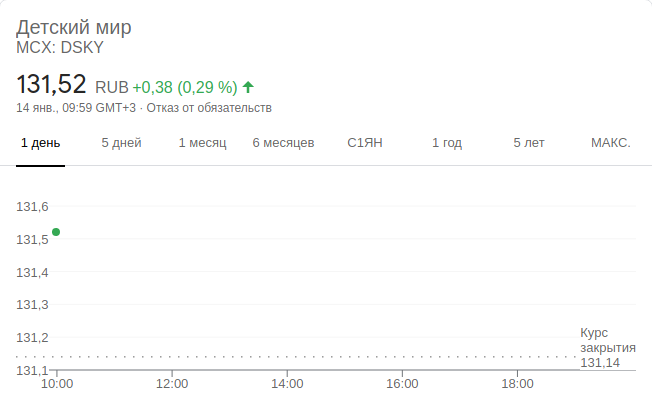 Детский мир
MCX: DSKY
131,52 RUB +0,38 (0,29 %)
14 янв., 09:59 GMT+3 · Отказ от обязательств
1 день 5 дней 1 месяц 6 месяцев С1ЯН 1 год 5 лет МАКС.
131,6
131,5
131,4
131,3
131,2
131,1
Курс
закрытия
131,14
10:00 12:00 14:00 16:00 18:00